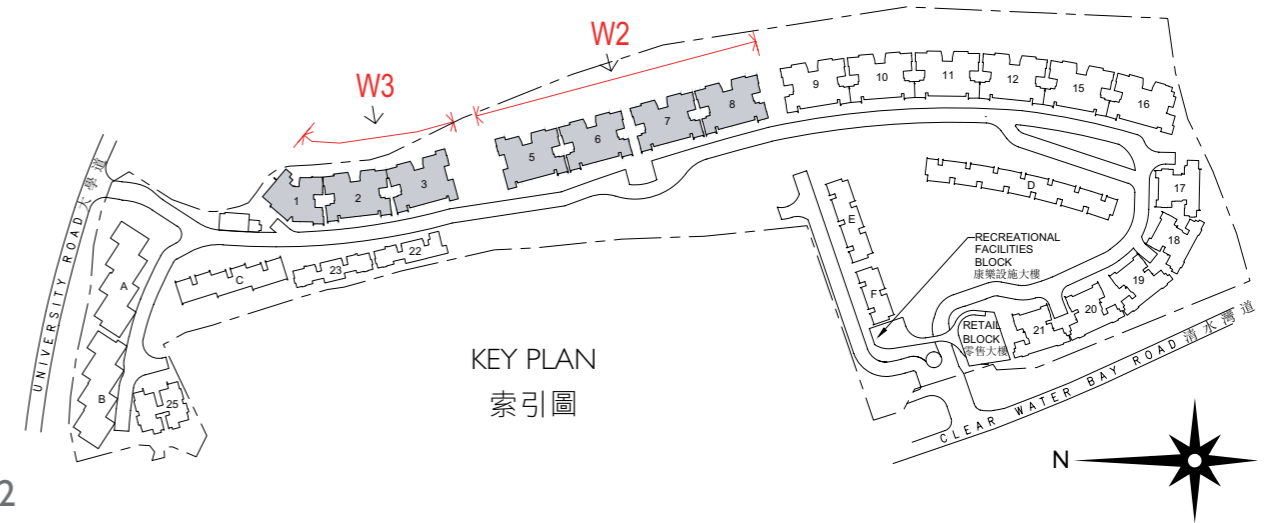 W3
W2
1
2
3
5
6
7
8
9
10
11
12
15
16
17
18
19
20
21
22
23
25
A
B
C
D
E
F
UNIVERSITY ROAD 大學道
RECREATIONAL
FACILITIES
BLOCK
康樂設施大樓
RETAIL
BLOCK
零售大樓
CLEAR WATER BAY ROAD 清水灣道
KEY PLAN
索引圖
N
2